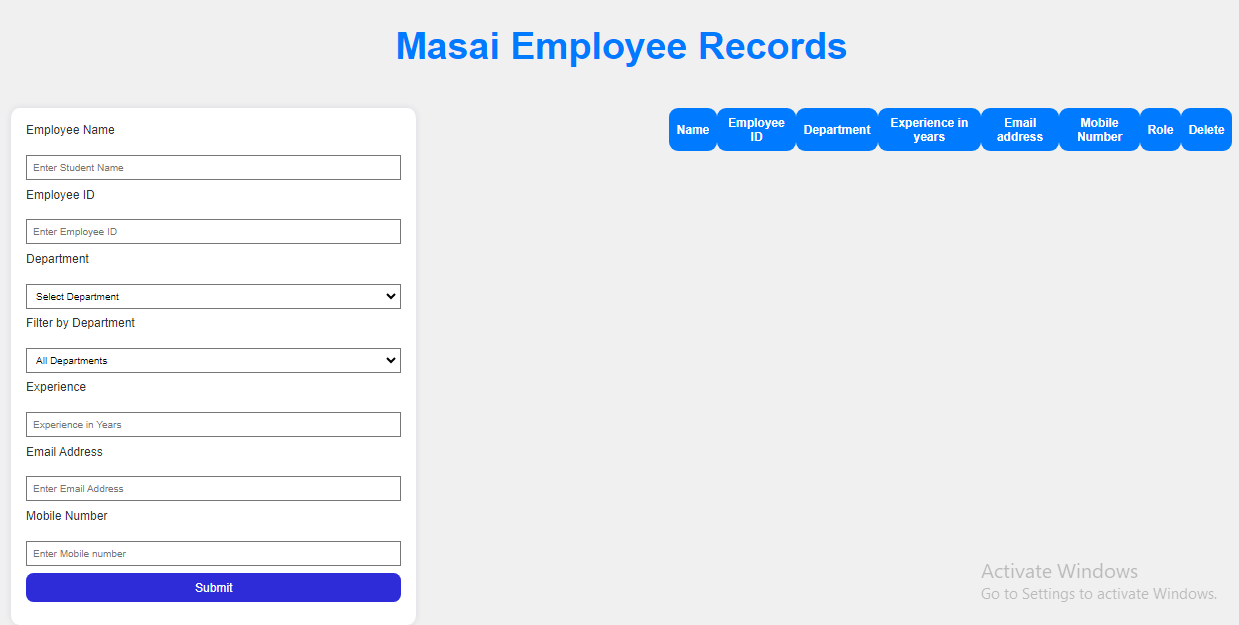 Masai Employee Records
Employee Name
Enter Student Name
Employee ID
Enter Employee ID
Department
Select Department
Filter by Department
All Departments
Experience
Experience in Years
Email Address
Enter Email Address
Mobile Number
Enter Mobile number
Submit
Name
Employee
ID
Department
Experience in
years
Email
address
Mobile
Number
Role
Delete
Activate Windows
Go to Settings to activate Windows.